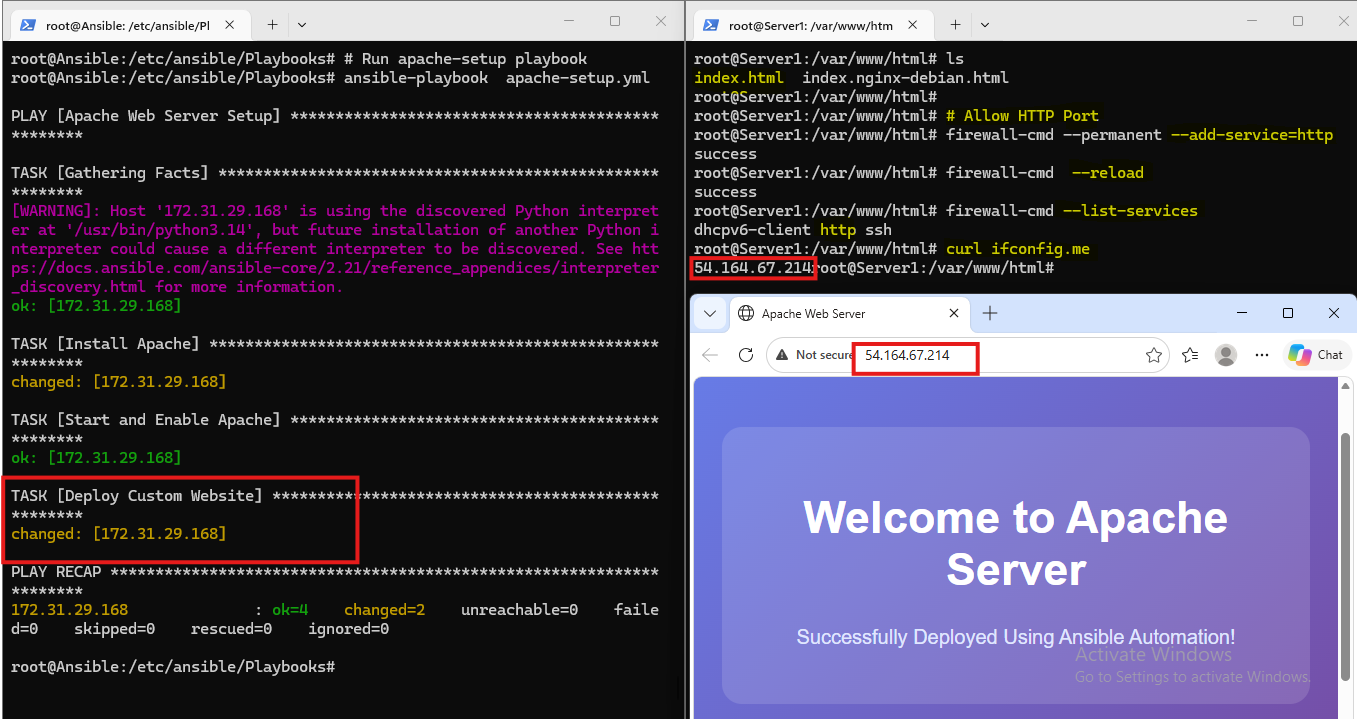 root@Ansible: /etc/ansible/Pl
root@Ansible:/etc/ansible/Playbooks# # Run apache-setup playbook
root@Ansible:/etc/ansible/Playbooks# ansible-playbook  apache-setup.yml
PLAY [Apache Web Server Setup] *****************************************
********
TASK [Gathering Facts] *************************************************
********
[WARNING]: Host '172.31.29.168' is using the discovered Python interpret
er at '/usr/bin/python3.14', but future installation of another Python i
nterpreter could cause a different interpreter to be discovered. See htt
ps://docs.ansible.com/ansible-core/2.21/reference_appendices/interpreter
_discovery.html for more information.
ok: [172.31.29.168]
TASK [Install Apache] **************************************************
********
changed: [172.31.29.168]
TASK [Start and Enable Apache] *****************************************
********
ok: [172.31.29.168]
TASK [Deploy Custom Website] *******************************************
********
changed: [172.31.29.168]
PLAY RECAP *************************************************************
********
172.31.29.168              : ok=4    changed=2    unreachable=0    faile
d=0    skipped=0    rescued=0    ignored=0
root@Ansible:/etc/ansible/Playbooks#
root@Server1: /var/www/htm
root@Server1:/var/www/html# ls
index.html  index.nginx-debian.html
root@Server1:/var/www/html#
root@Server1:/var/www/html# # Allow HTTP Port
root@Server1:/var/www/html# firewall-cmd --permanent --add-service=http
success
root@Server1:/var/www/html# firewall-cmd  --reload
success
root@Server1:/var/www/html# firewall-cmd --list-services
dhcpv6-client http ssh
root@Server1:/var/www/html# curl ifconfig.me
54.164.67.214root@Server1:/var/www/html#
Apache Web Server
Not secure 54.164.67.214 Chat
Welcome to Apache
Server
Successfully Deployed Using Ansible Automation!
Activate Windows
Go to Settings to activate Windows.